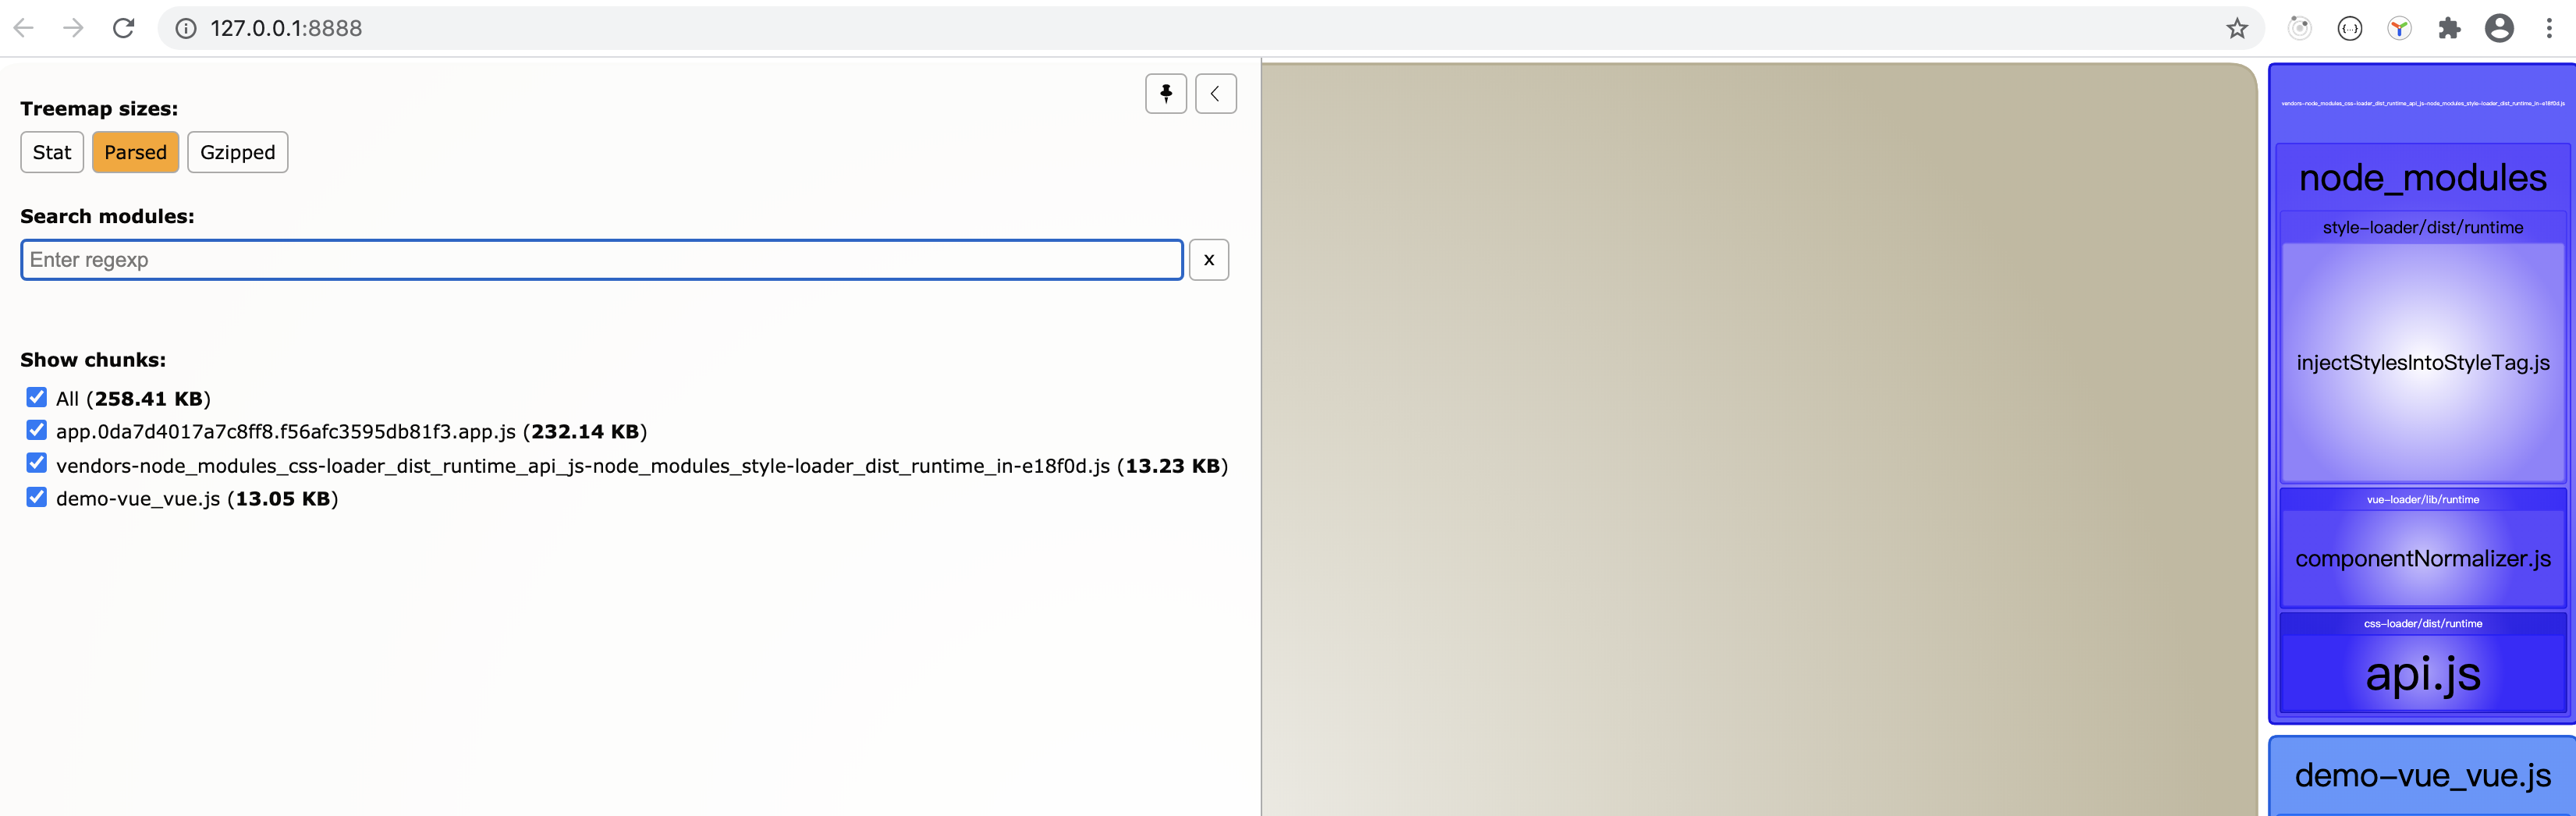 127.0.0.1:8888
Treemap sizes:
Stat Parsed Gzipped
Search modules:
Enter regexp x
Show chunks:
All (258.41 KB)
app.0da7d4017a7c8ff8.f56afc3595db81f3.app.js (232.14 KB)
vendors-node_modules_css-loader_dist_runtime_api_js-node_modules_style-loader_dist_runtime_in-e18f0d.js (13.23 KB)
demo-vue_vue.js (13.05 KB)
vendors-node_modules_css-loader_dist_runtime_api_js-node_modules_style-loader_dist_runtime_in-e18f0d.js
node_modules
style-loader/dist/runtime
injectStylesIntoStyleTag.js
vue-loader/lib/runtime
componentNormalizer.js
css-loader/dist/runtime
api.js
demo-vue_vue.js